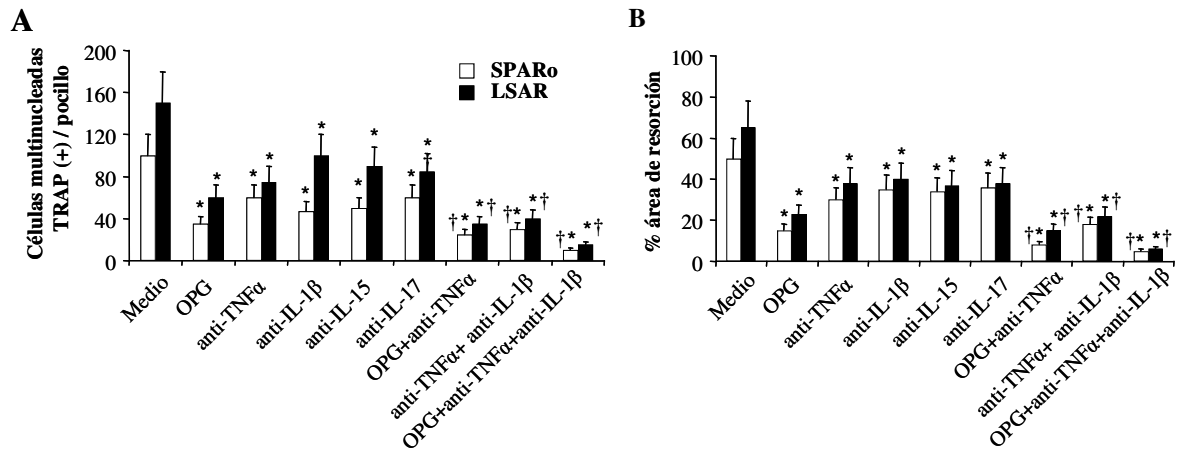 A
Células multinucleadas
TRAP (+) / pocillo
200
160
120
80
40
0
SPARo
LSAR
* * * * * * * * * *
† * * † † * * † † * * †
Medio
OPG
anti-TNFα
anti-IL-1β
anti-IL-15
anti-IL-17
OPG+anti-TNFα
anti-TNFα+ anti-IL-1β
OPG+anti-TNFα+anti-IL-1β
B
% área de resorción
100
80
60
40
20
0
* * * * * * * * * *
† * * † † * * † † * * †
Medio
OPG
anti-TNFα
anti-IL-1β
anti-IL-15
anti-IL-17
OPG+anti-TNFα
anti-TNFα+ anti-IL-1β
OPG+anti-TNFα+anti-IL-1β